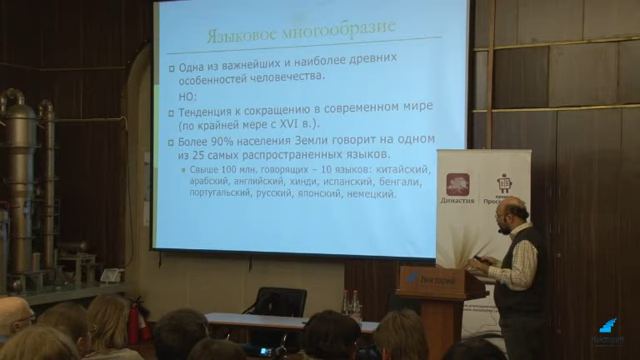 Языковое многообразие
Одна из важнейших и наиболее древних
особенностей человечества.
НО:
Тенденция к сокращению в современном мире
(по крайней мере с XVI в.).
Более 90% населения Земли говорит на одном
из 25 самых распространенных языков.
Свыше 100 млн. говорящих – 10 языков: китайский,
арабский, английский, хинди, испанский, бенгали,
португальский, русский, японский, немецкий.
Династия